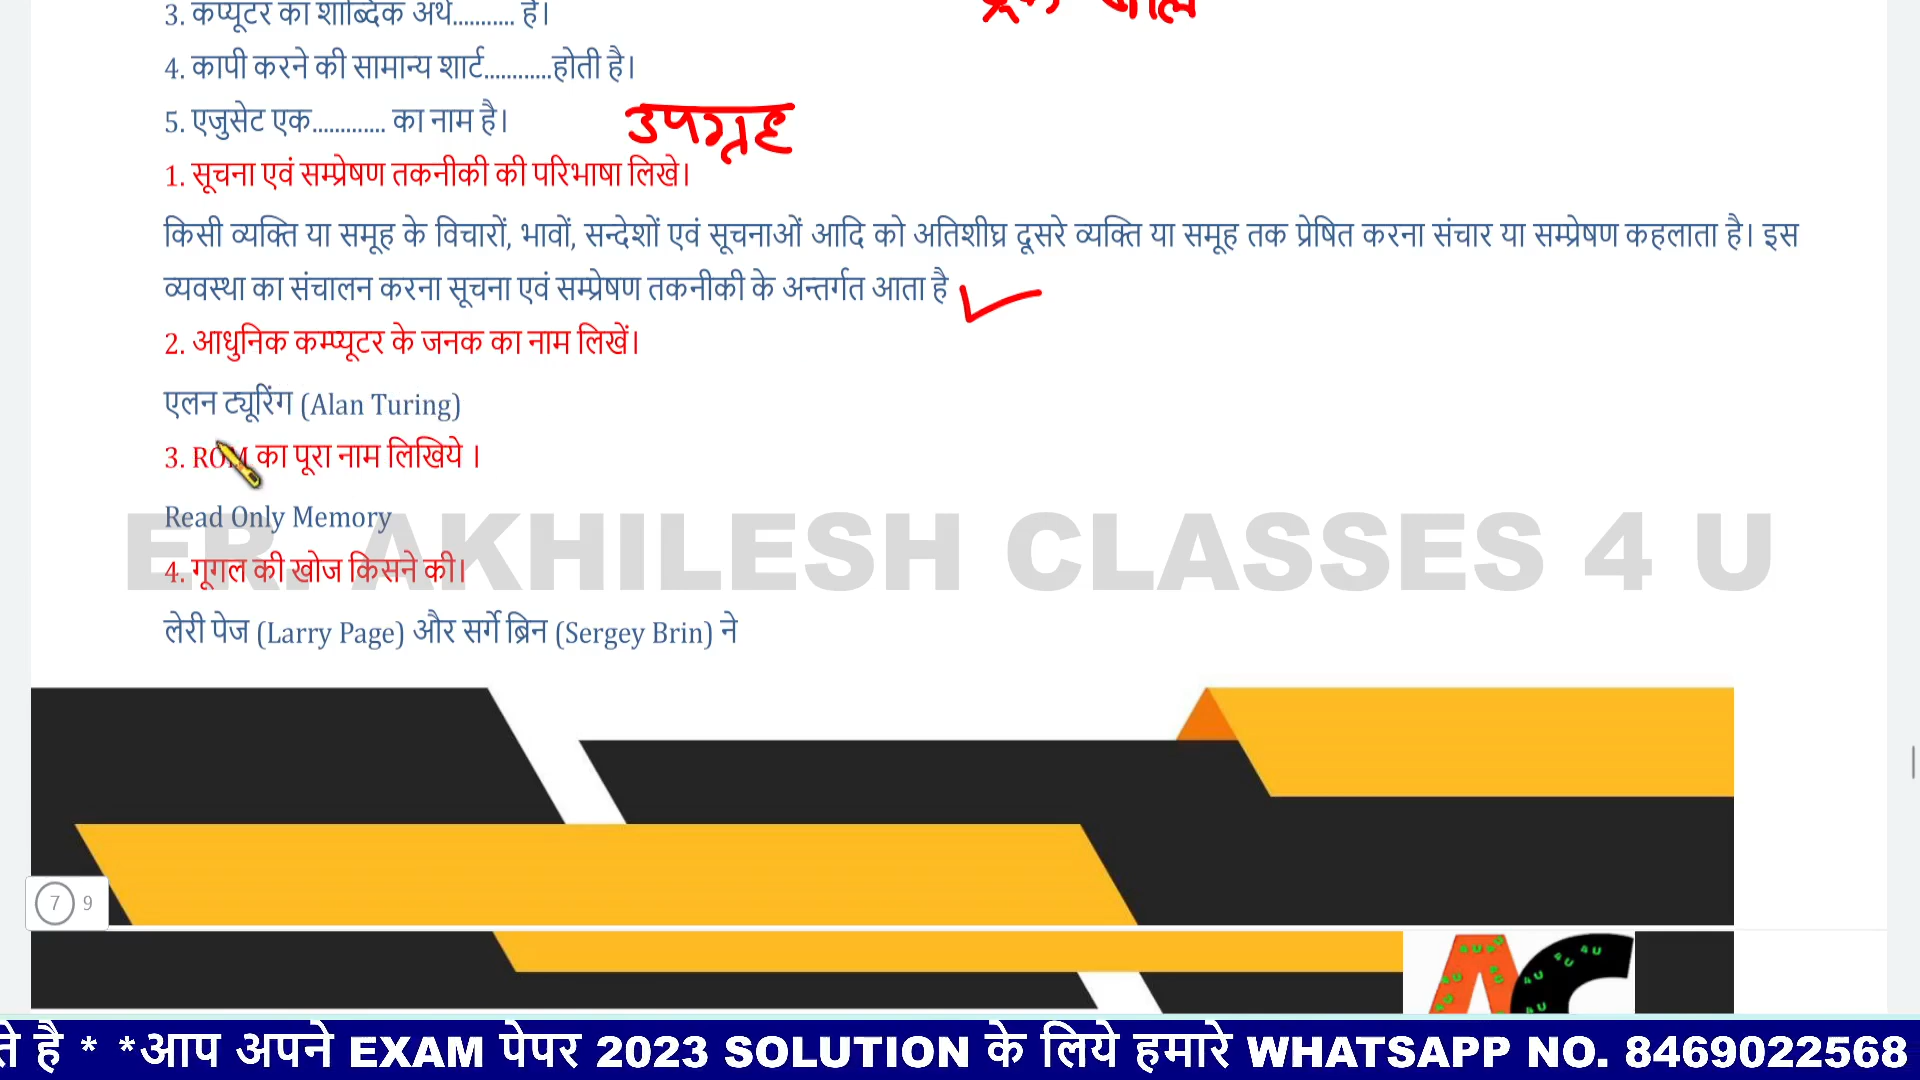 3. कंप्यूटर का शाब्दिक अर्थ........... है।
4. कापी करने की सामान्य शार्ट............होती है।
5. एजुसेट एक............. का नाम है।
उपग्रह
1. सूचना एवं सम्प्रेषण तकनीकी की परिभाषा लिखे।
किसी व्यक्ति या समूह के विचारों, भावों, सन्देशों एवं सूचनाओं आदि को अतिशीघ्र दूसरे व्यक्ति या समूह तक प्रेषित करना संचार या सम्प्रेषण कहलाता है। इस
व्यवस्था का संचालन करना सूचना एवं सम्प्रेषण तकनीकी के अन्तर्गत आता है
2. आधुनिक कम्प्यूटर के जनक का नाम लिखें।
एलन ट्यूरिंग (Alan Turing)
3. ROM का पूरा नाम लिखिये ।
Read Only Memory
ER. AKHILESH CLASSES 4 U
4. गूगल की खोज किसने की।
लेरी पेज (Larry Page) और सर्गे ब्रिन (Sergey Brin) ने
7 9
ते है * *आप अपने EXAM पेपर 2023 SOLUTION के लिये हमारे WHATSAPP NO. 8469022568